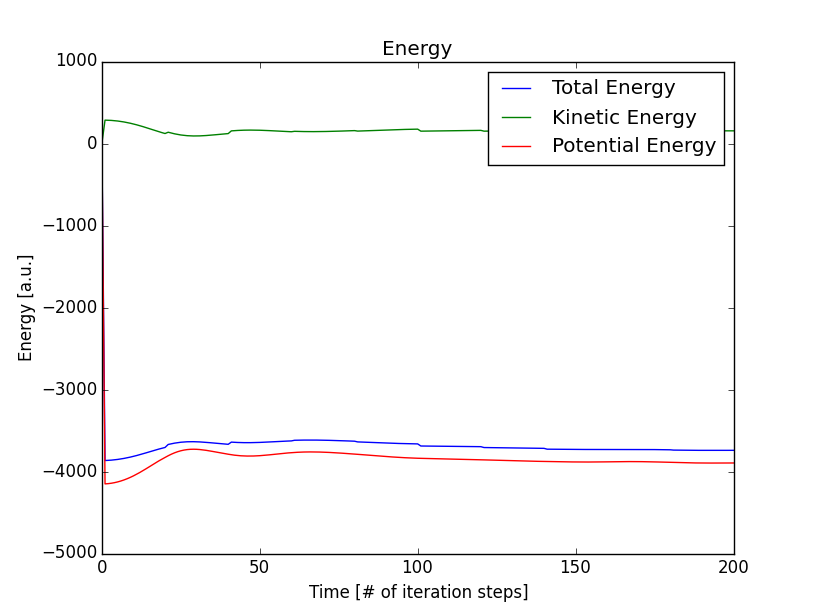 Energy
Total Energy
Kinetic Energy
Potential Energy
1000
0
−1000
−2000
−3000
−4000
−5000
Energy [a.u.]
0 50 100 150 200
Time [# of iteration steps]